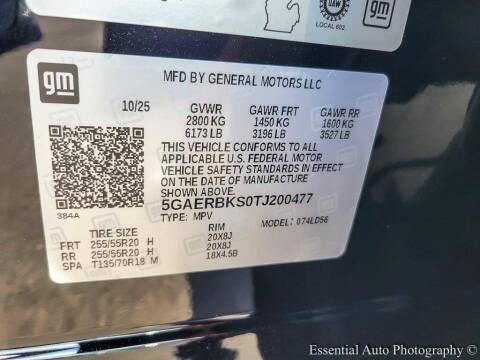 UAW
LOCAL 602
gm
gm
MFD BY GENERAL MOTORS LLC
10/25 GVWR GAWR FRT GAWR RR
2800 KG 1450 KG 1600 KG
6173 LB 3196 LB 3527 LB
THIS VEHICLE CONFORMS TO ALL
APPLICABLE U.S. FEDERAL MOTOR
VEHICLE SAFETY STANDARDS IN EFFECT
ON THE DATE OF MANUFACTURE
SHOWN ABOVE.
384A
5GAERBKS0TJ200477
TYPE: MPV MODEL: 074LD56
TIRE SIZE RIM
FRT 255/55R20 H 20X8J
RR 255/55R20 H 20X8J
SPA T135/70R18 M 18X4.5B
Essential Auto Photography ©